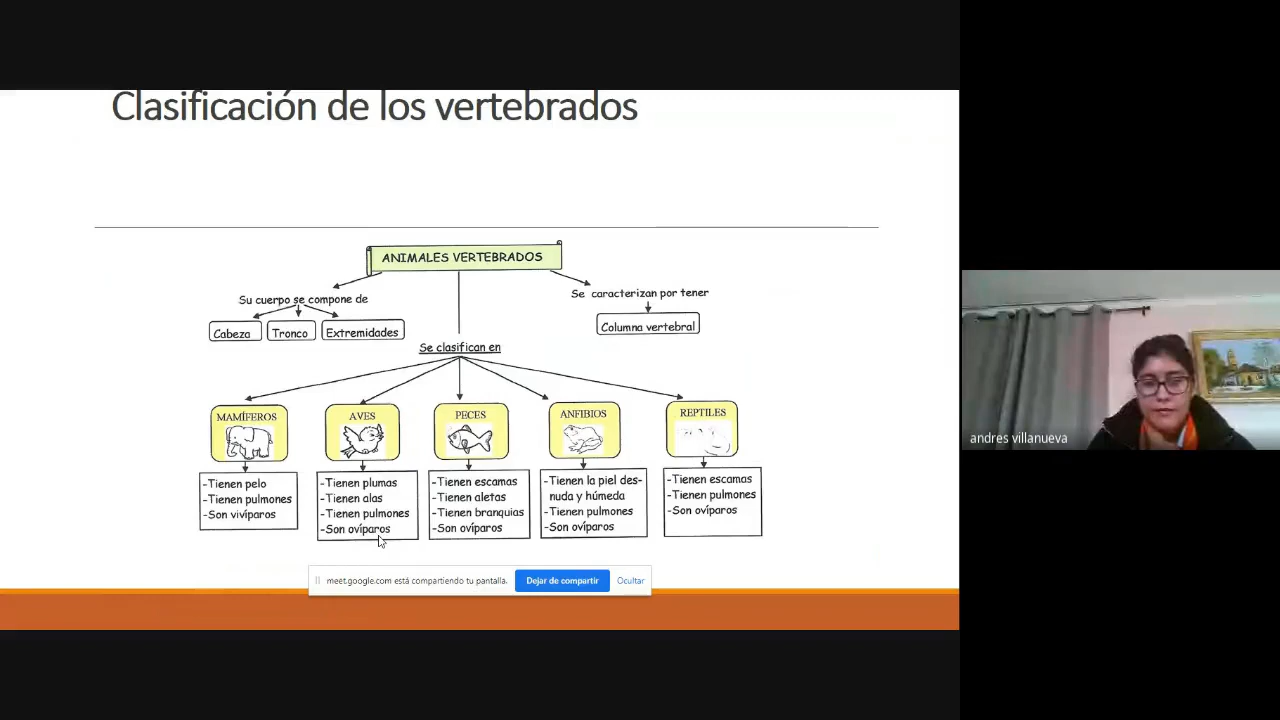 Clasificación de los vertebrados
ANIMALES VERTEBRADOS
Su cuerpo se compone de
Se caracterizan por tener
Cabeza
Tronco
Extremidades
Columna vertebral
Se clasifican en
MAMÍFEROS
AVES
PECES
ANFIBIOS
REPTILES
-Tienen pelo
-Tienen pulmones
-Son vivíparos
-Tienen plumas
-Tienen alas
-Tienen pulmones
-Son ovíparos
-Tienen escamas
-Tienen aletas
-Tienen branquias
-Son ovíparos
-Tienen la piel des-
nuda y húmeda
-Tienen pulmones
-Son ovíparos
-Tienen escamas
-Tienen pulmones
-Son ovíparos
andres villanueva
meet.google.com está compartiendo tu pantalla.
Dejar de compartir
Ocultar